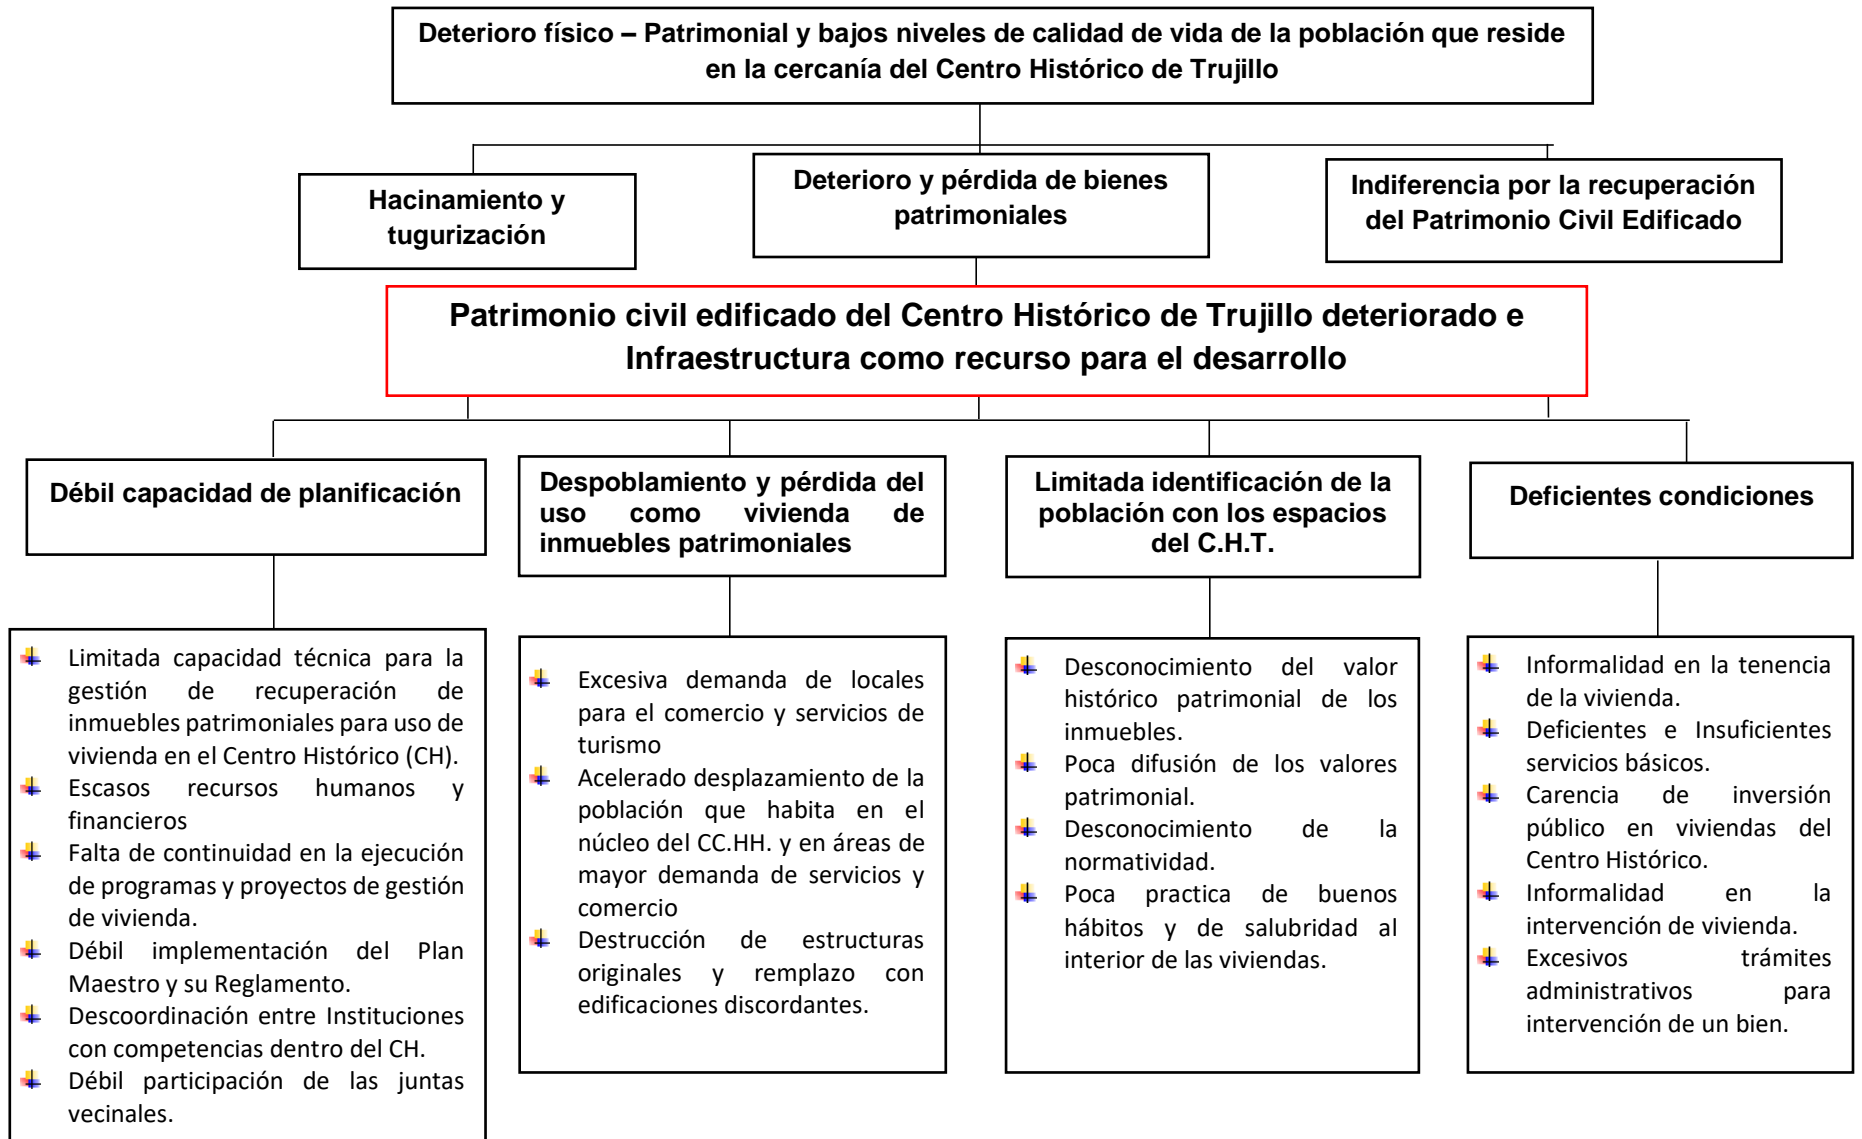 Deterioro físico – Patrimonial y bajos niveles de calidad de vida de la población que reside
en la cercanía del Centro Histórico de Trujillo
Hacinamiento y
tugurización
Deterioro y pérdida de bienes
patrimoniales
Indiferencia por la recuperación
del Patrimonio Civil Edificado
Patrimonio civil edificado del Centro Histórico de Trujillo deteriorado e
Infraestructura como recurso para el desarrollo
Débil capacidad de planificación
Despoblamiento y pérdida del
uso como vivienda de
inmuebles patrimoniales
Limitada identificación de la
población con los espacios
del C.H.T.
Deficientes condiciones
Limitada capacidad técnica para la
gestión de recuperación de
inmuebles patrimoniales para uso de
vivienda en el Centro Histórico (CH).
Escasos recursos humanos y
financieros
Falta de continuidad en la ejecución
de programas y proyectos de gestión
de vivienda.
Débil implementación del Plan
Maestro y su Reglamento.
Descoordinación entre Instituciones
con competencias dentro del CH.
Débil participación de las juntas
vecinales.
Excesiva demanda de locales
para el comercio y servicios de
turismo
Acelerado desplazamiento de la
población que habita en el
núcleo del CC.HH. y en áreas de
mayor demanda de servicios y
comercio
Destrucción de estructuras
originales y remplazo con
edificaciones discordantes.
Desconocimiento del valor
histórico patrimonial de los
inmuebles.
Poca difusión de los valores
patrimonial.
Desconocimiento de la
normatividad.
Poca practica de buenos
hábitos y de salubridad al
interior de las viviendas.
Informalidad en la tenencia
de la vivienda.
Deficientes e Insuficientes
servicios básicos.
Carencia de inversión
público en viviendas del
Centro Histórico.
Informalidad en la
intervención de vivienda.
Excesivos trámites
administrativos para
intervención de un bien.